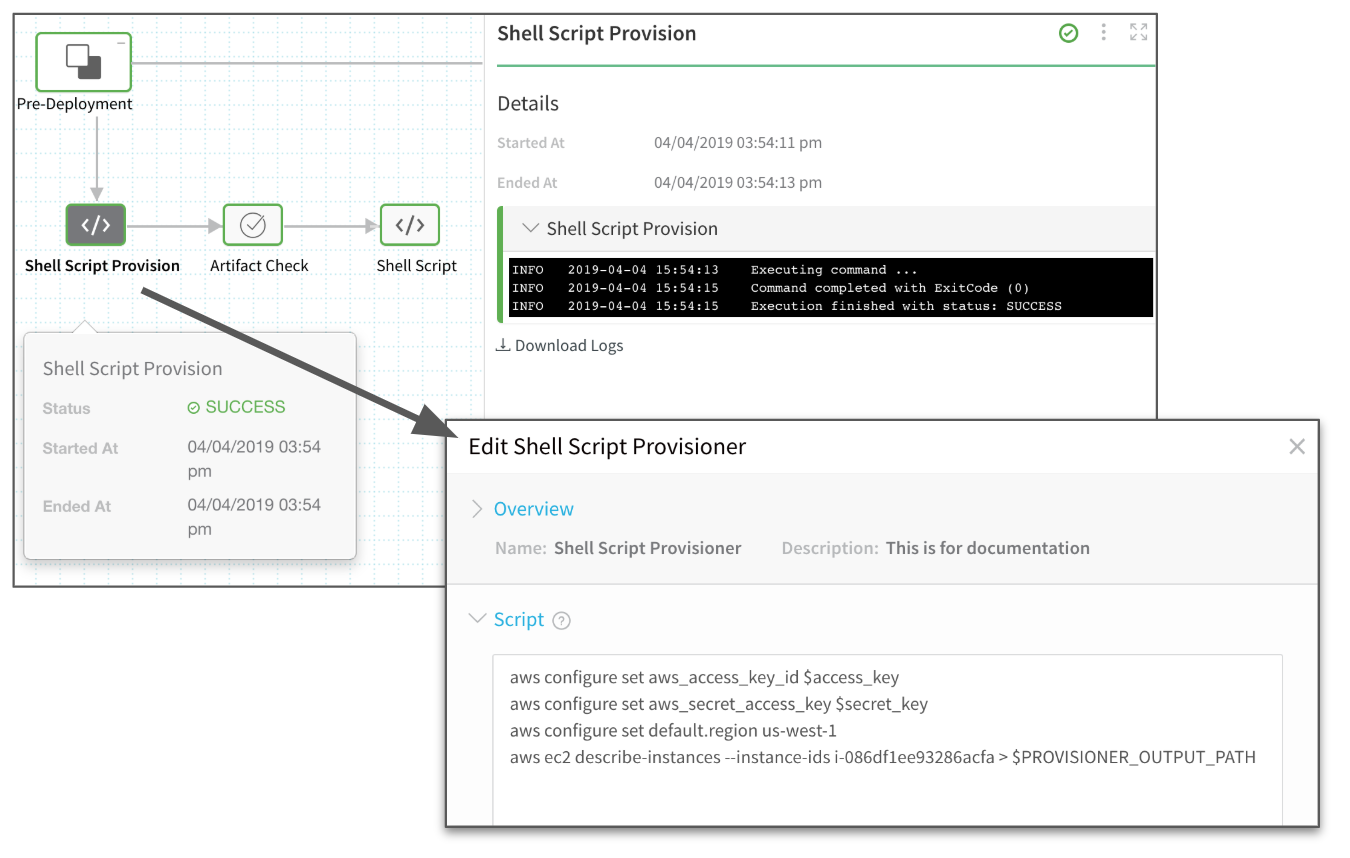 Pre-Deployment
Shell Script Provision
Artifact Check
Shell Script
Shell Script Provision
Status SUCCESS
Started At 04/04/2019 03:54
pm
Ended At 04/04/2019 03:54
pm
Shell Script Provision
Details
Started At 04/04/2019 03:54:11 pm
Ended At 04/04/2019 03:54:13 pm
Shell Script Provision
INFO 2019-04-04 15:54:13 Executing command ...
INFO 2019-04-04 15:54:15 Command completed with ExitCode (0)
INFO 2019-04-04 15:54:15 Execution finished with status: SUCCESS
Download Logs
Edit Shell Script Provisioner
Overview
Name: Shell Script Provisioner Description: This is for documentation
Script ?
aws configure set aws_access_key_id $access_key
aws configure set aws_secret_access_key $secret_key
aws configure set default.region us-west-1
aws ec2 describe-instances --instance-ids i-086df1ee93286acfa > $PROVISIONER_OUTPUT_PATH